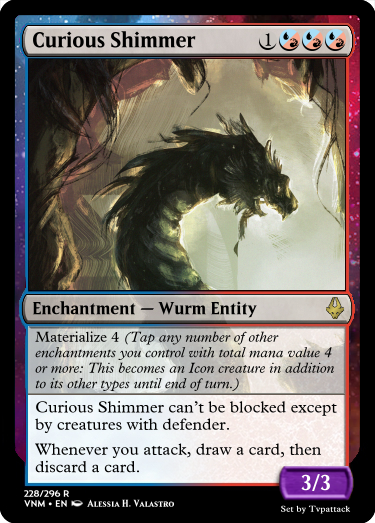 Curious Shimmer 1
Enchantment — Wurm Entity
Materialize 4 (Tap any number of other
enchantments you control with total mana value 4
or more: This becomes an Icon creature in addition
to its other types until end of turn.)
Curious Shimmer can't be blocked except
by creatures with defender.
Whenever you attack, draw a card, then
discard a card.
3/3
228/296 R
VNM • EN Alessia H. Valastro
Set by Tvpattack